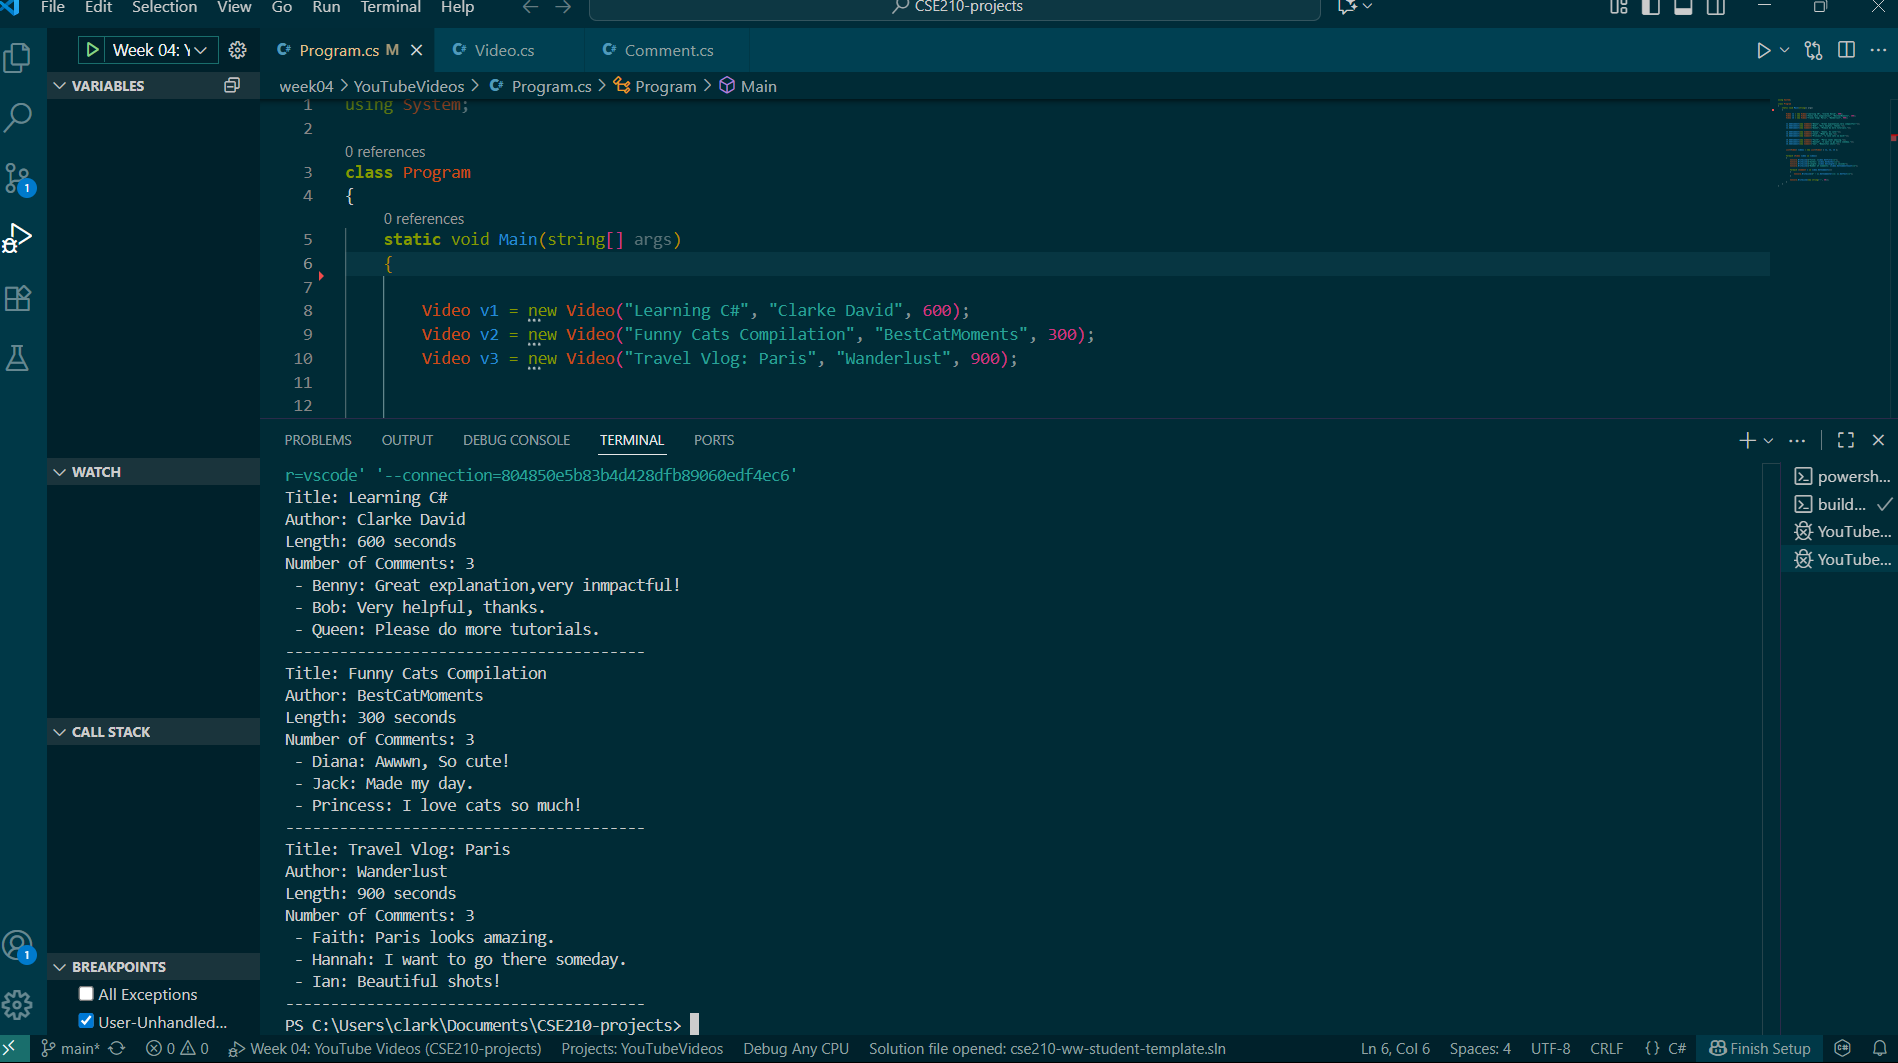 File Edit Selection View Go Run Terminal Help CSE210-projects
Week 04: Y
Program.cs M Video.cs Comment.cs
VARIABLES
week04 > YouTubeVideos > Program.cs > Program > Main
1 using System;
2
0 references
3 class Program
4 {
0 references
5 static void Main(string[] args)
6 {
7
8 Video v1 = new Video("Learning C#", "Clarke David", 600);
9 Video v2 = new Video("Funny Cats Compilation", "BestCatMoments", 300);
10 Video v3 = new Video("Travel Vlog: Paris", "Wanderlust", 900);
11
12
PROBLEMS OUTPUT DEBUG CONSOLE TERMINAL PORTS
WATCH
CALL STACK
BREAKPOINTS
All Exceptions
User-Unhandled...
r=vscode' '--connection=804850e5b83b4d428dfb89060edf4ec6'
Title: Learning C#
Author: Clarke David
Length: 600 seconds
Number of Comments: 3
- Benny: Great explanation,very inmpactful!
- Bob: Very helpful, thanks.
- Queen: Please do more tutorials.
----------------------------------------
Title: Funny Cats Compilation
Author: BestCatMoments
Length: 300 seconds
Number of Comments: 3
- Diana: Awwwn, So cute!
- Jack: Made my day.
- Princess: I love cats so much!
----------------------------------------
Title: Travel Vlog: Paris
Author: Wanderlust
Length: 900 seconds
Number of Comments: 3
- Faith: Paris looks amazing.
- Hannah: I want to go there someday.
- Ian: Beautiful shots!
----------------------------------------
PS C:\Users\clark\Documents\CSE210-projects>
powersh...
build...
YouTube...
YouTube...
1
1
main* 0 0 Week 04: YouTube Videos (CSE210-projects) Projects: YouTubeVideos Debug Any CPU Solution file opened: cse210-ww-student-template.sln Ln 6, Col 6 Spaces: 4 UTF-8 CRLF {} C# Finish Setup